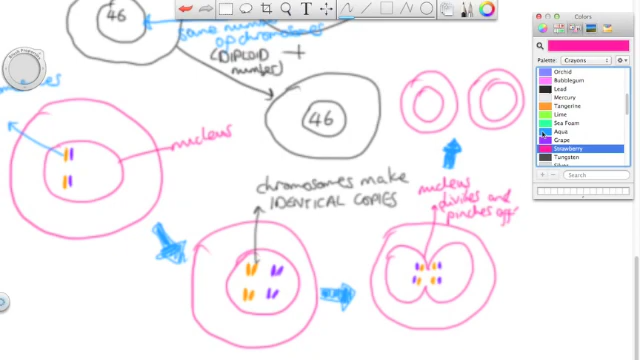 46
same number
of chromosomes
(DIPLOID
number)
46
nucleus
chromosomes make
IDENTICAL COPIES
nucleus
divides and
pinches off
Colors
Palette: Crayons
Orchid
Bubblegum
Lead
Mercury
Tangerine
Lime
Sea Foam
Aqua
Grape
Strawberry
Tungsten
Search